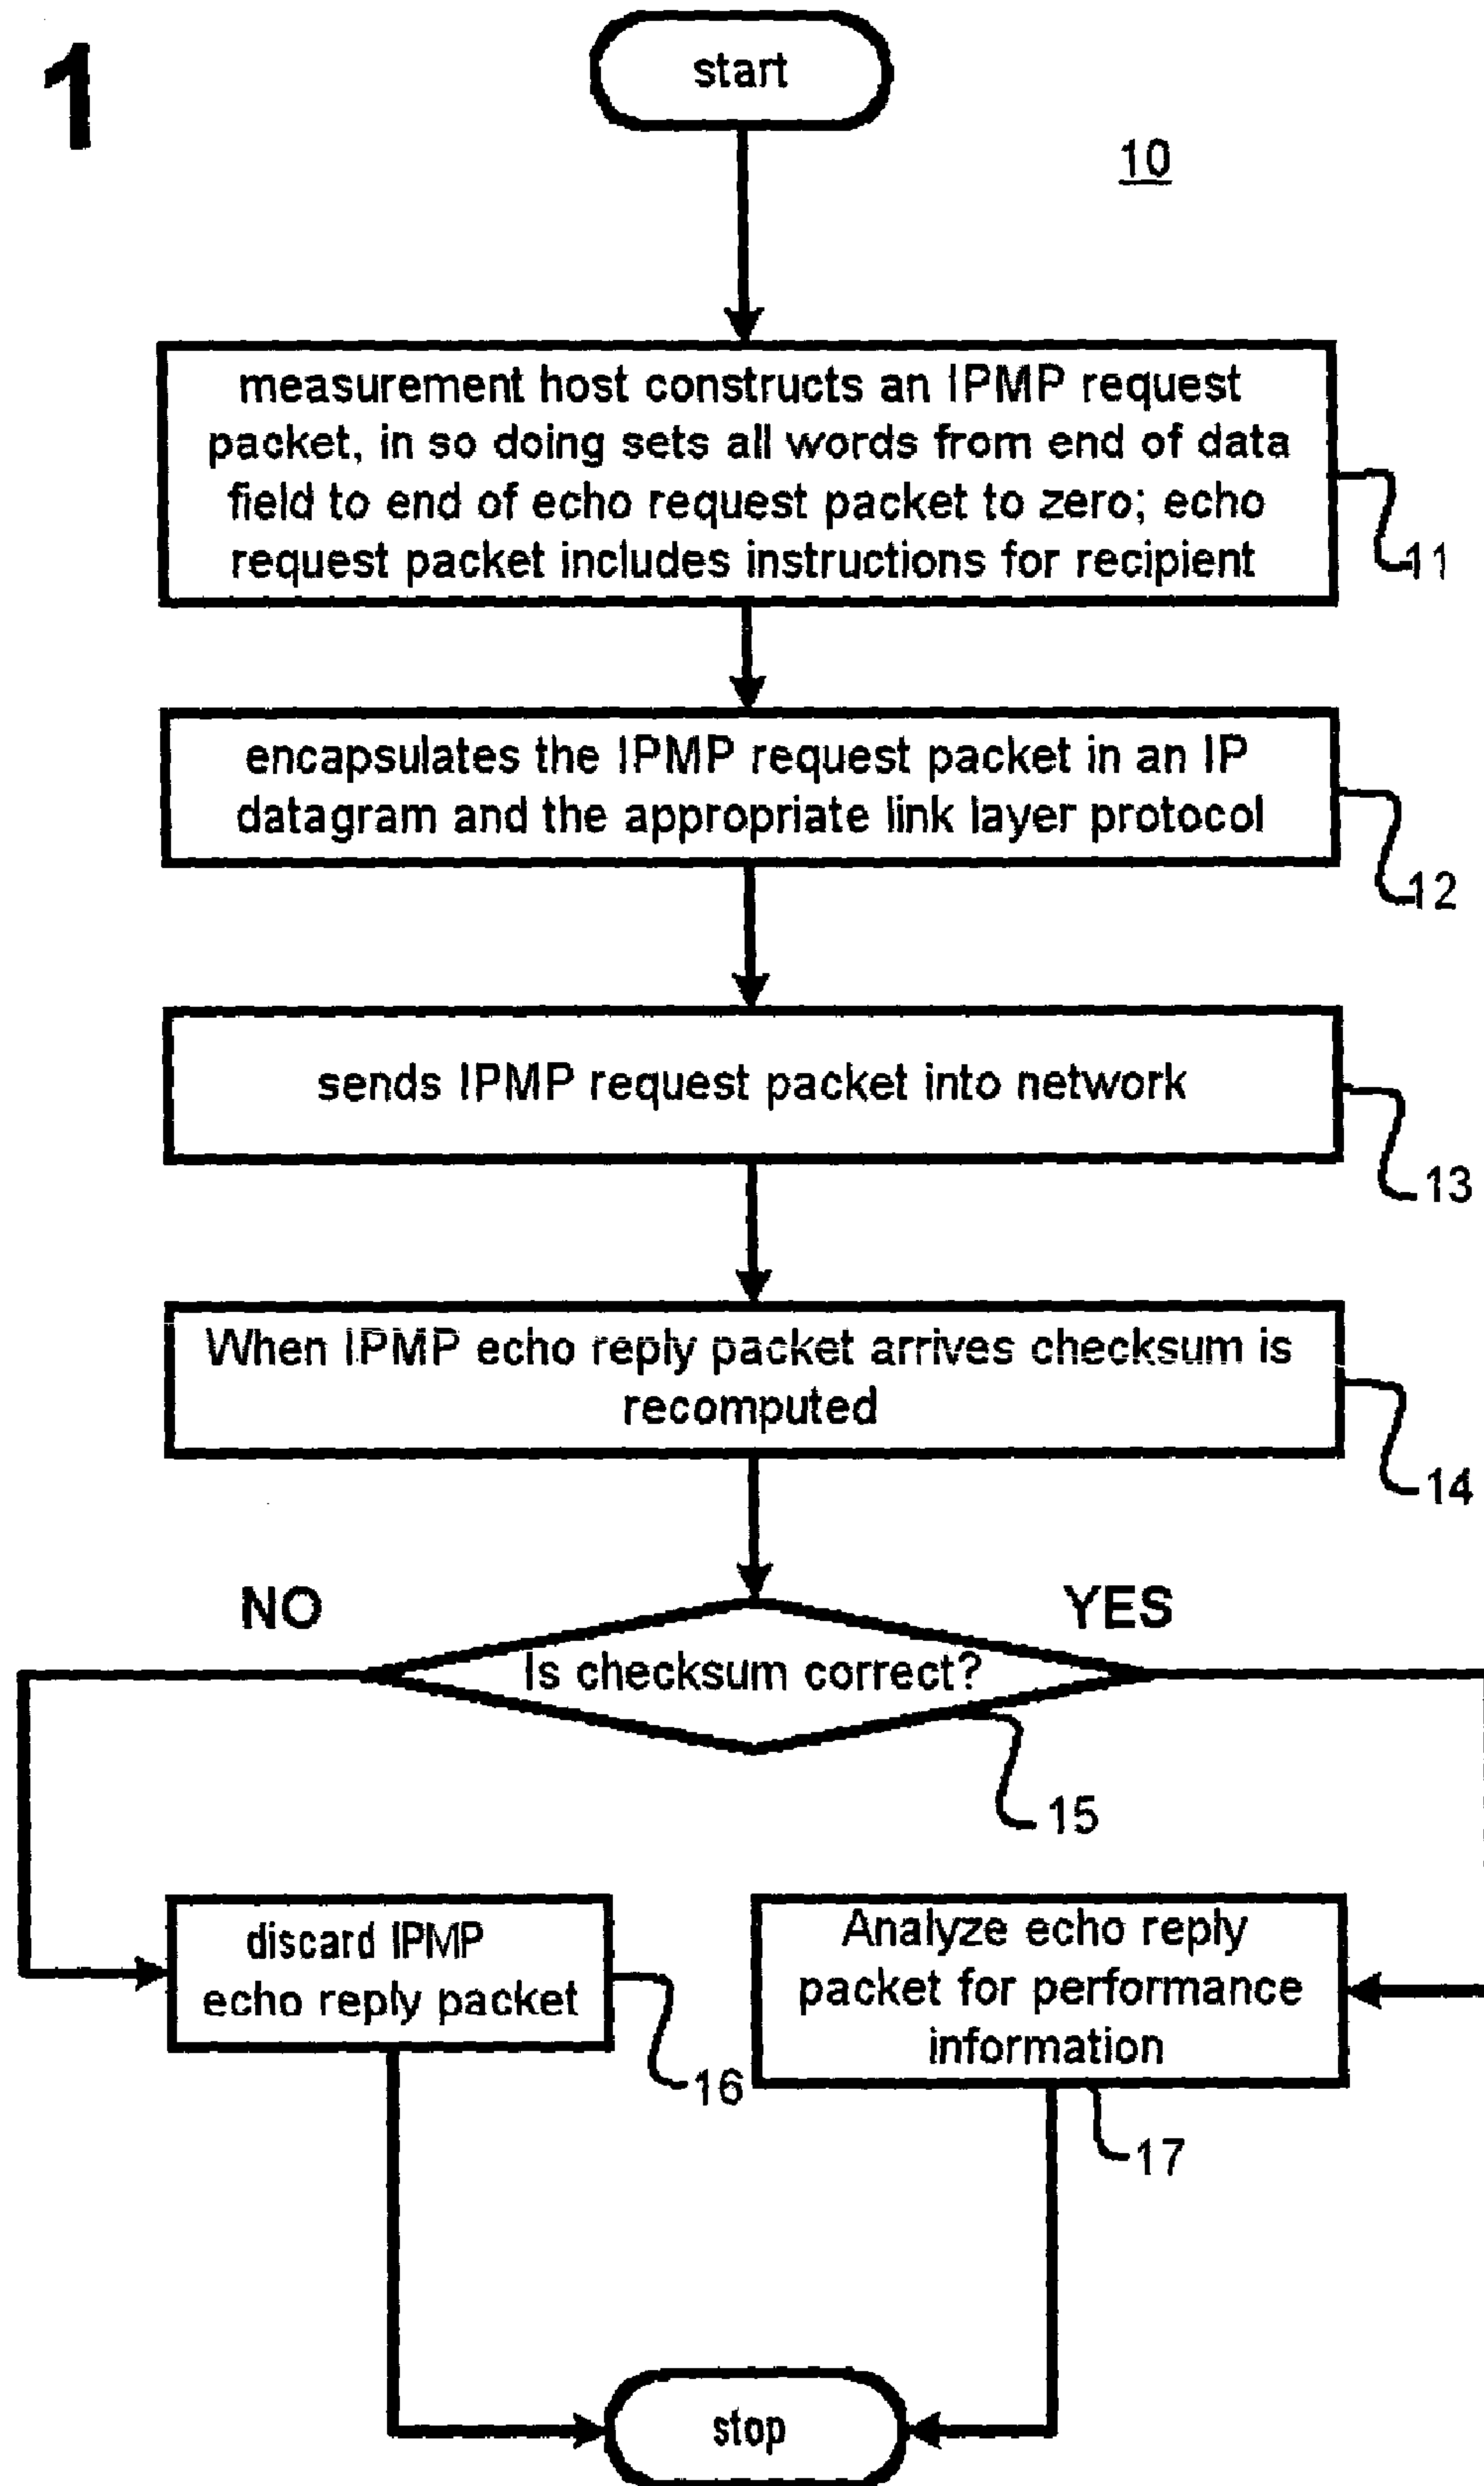 1
start
10
measurement host constructs an IPMP request
packet, in so doing sets all words from end of data
field to end of echo request packet to zero; echo
request packet includes instructions for recipient
11
encapsulates the IPMP request packet in an IP
datagram and the appropriate link layer protocol
12
sends IPMP request packet into network
13
When IPMP echo reply packet arrives checksum is
recomputed
14
NO
YES
Is checksum correct?
15
discard IPMP
echo reply packet
16
Analyze echo reply
packet for performance
information
17
stop